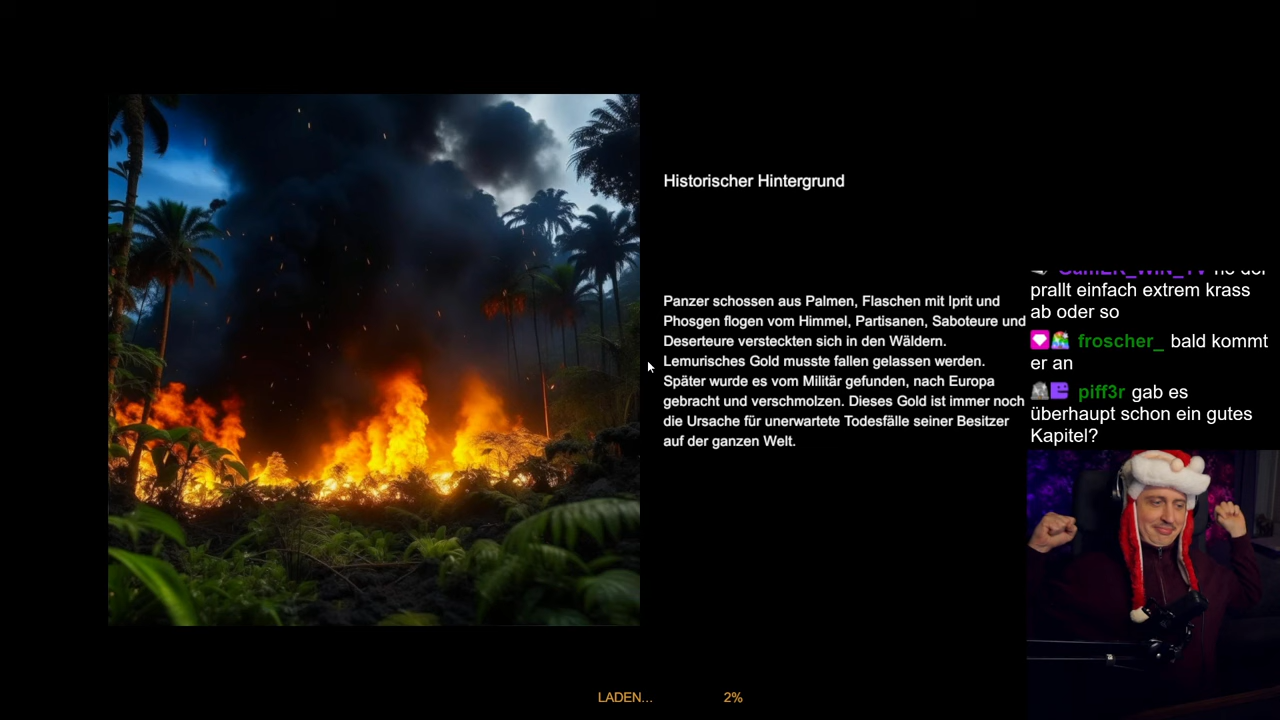 Historischer Hintergrund
Panzer schossen aus Palmen, Flaschen mit Iprit und
Phosgen flogen vom Himmel, Partisanen, Saboteure und
Deserteure versteckten sich in den Wäldern.
Lemurisches Gold musste fallen gelassen werden.
Später wurde es vom Militär gefunden, nach Europa
gebracht und verschmolzen. Dieses Gold ist immer noch
die Ursache für unerwartete Todesfälle seiner Besitzer
auf der ganzen Welt.
prallt einfach extrem krass
ab oder so
froscher_ bald kommt
er an
piff3r gab es
überhaupt schon ein gutes
Kapitel?
LADEN... 2%